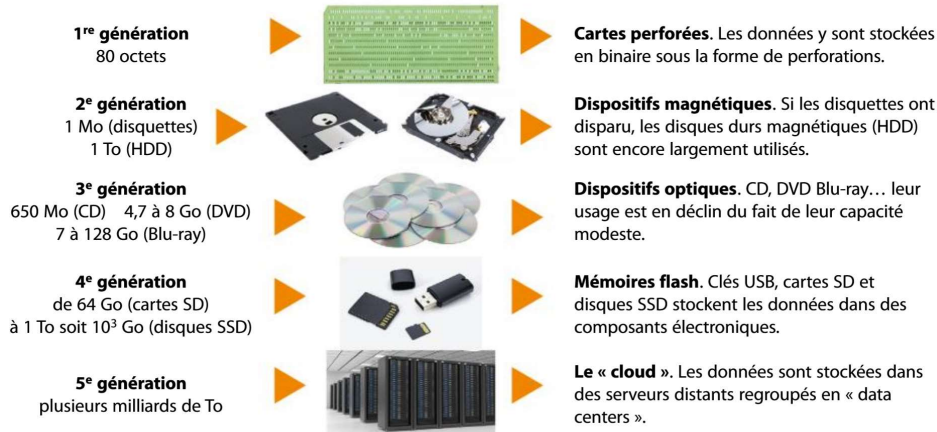 1re génération
80 octets
Cartes perforées. Les données y sont stockées
en binaire sous la forme de perforations.
2e génération
1 Mo (disquettes)
1 To (HDD)
Dispositifs magnétiques. Si les disquettes ont
disparu, les disques durs magnétiques (HDD)
sont encore largement utilisés.
3e génération
650 Mo (CD) 4,7 à 8 Go (DVD)
7 à 128 Go (Blu-ray)
Dispositifs optiques. CD, DVD Blu-ray… leur
usage est en déclin du fait de leur capacité
modeste.
4e génération
de 64 Go (cartes SD)
à 1 To soit 10³ Go (disques SSD)
Mémoires flash. Clés USB, cartes SD et
disques SSD stockent les données dans des
composants électroniques.
5e génération
plusieurs milliards de To
Le « cloud ». Les données sont stockées dans
des serveurs distants regroupés en « data
centers ».